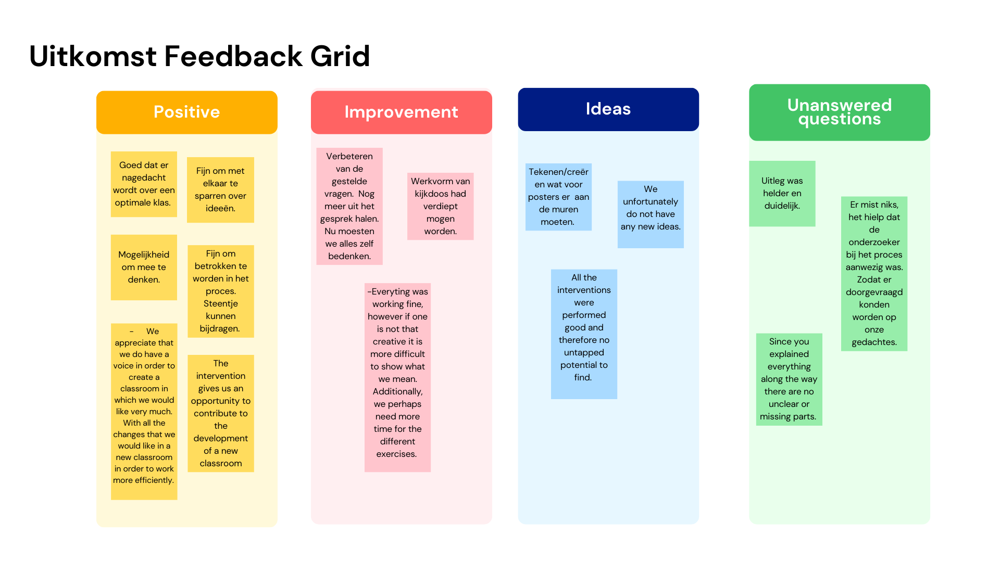 Uitkomst Feedback Grid
Positive
Goed dat er
nagedacht
wordt over een
optimale klas.
Fijn om met
elkaar te
sparren over
ideeën.
Mogelijkheid
om mee te
denken.
Fijn om
betrokken te
worden in het
proces.
Steentje
kunnen
bijdragen.
- We
appreciate that
we do have a
voice in order to
create a
classroom in
which we would
like very much.
With all the
changes that we
would like in a
new classroom
in order to work
more efficiently.
The
intervention
gives us an
opportunity to
contribute to
the
development
of a new
classroom
Improvement
Verbeteren
van de
gestelde
vragen. Nog
meer uit het
gesprek halen.
Nu moesten
we alles zelf
bedenken.
Werkvorm van
kijkdoos had
verdiept
mogen
worden.
-Everyting was
working fine,
however if one
is not that
creative it is
more difficult
to show what
we mean.
Additionally,
we perhaps
need more
time for the
different
exercises.
Ideas
Tekenen/creër
en wat voor
posters er aan
de muren
moeten.
We
unfortunately
do not have
any new ideas.
All the
interventions
were
performed
good and
therefore no
untapped
potential to
find.
Unanswered
questions
Uitleg was
helder en
duidelijk.
Er mist niks,
het hielp dat
de
onderzoeker
bij het proces
aanwezig was.
Zodat er
doorgevraagd
konden
worden op
onze
gedachtes.
Since you
explained
everything
along the way
there are no
unclear or
missing parts.